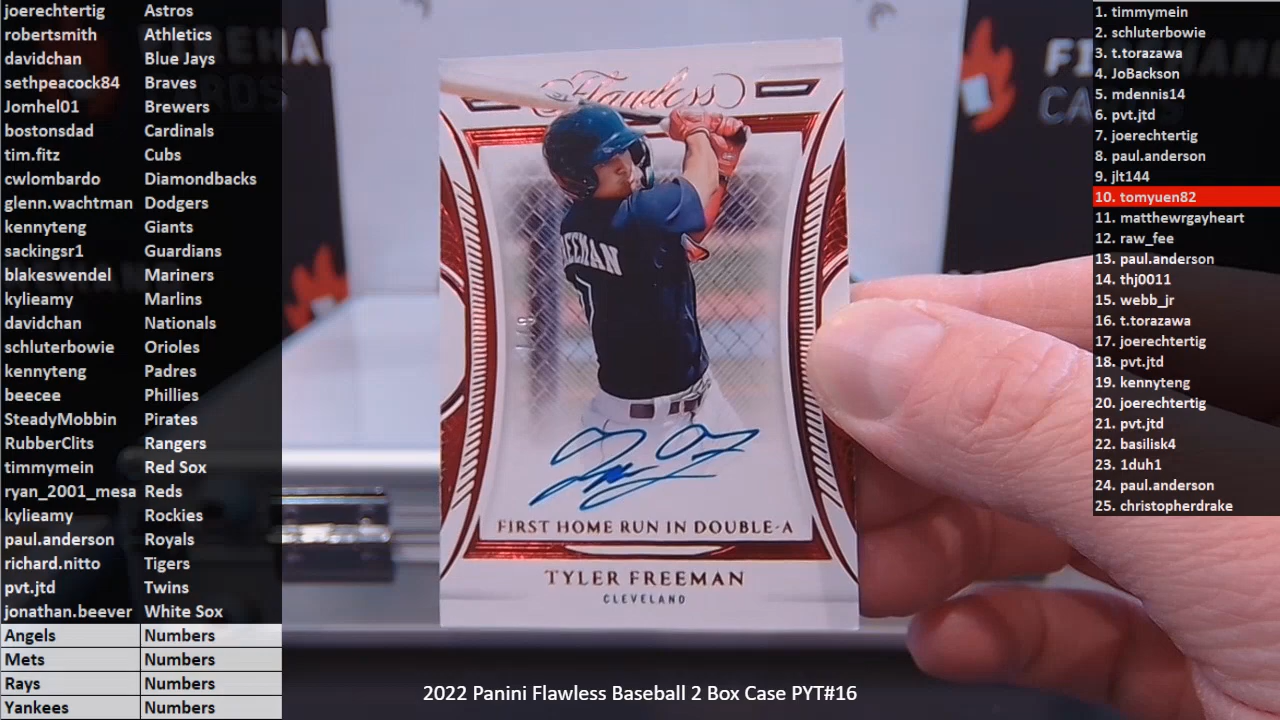 joerechtertig Astros
robertsmith Athletics
davidchan Blue Jays
sethpeacock84 Braves
Jomhel01 Brewers
bostonsdad Cardinals
tim.fitz Cubs
cwlombardo Diamondbacks
glenn.wachtman Dodgers
kennyteng Giants
sackingsr1 Guardians
blakeswendel Mariners
kylieamy Marlins
davidchan Nationals
schluterbowie Orioles
kennyteng Padres
beecee Phillies
SteadyMobbin Pirates
RubberClits Rangers
timmymein Red Sox
ryan_2001_mesa Reds
kylieamy Rockies
paul.anderson Royals
richard.nitto Tigers
pvt.jtd Twins
jonathan.beever White Sox
Angels Numbers
Mets Numbers
Rays Numbers
Yankees Numbers
Flawless
FIRST HOME RUN IN DOUBLE-A
TYLER FREEMAN
CLEVELAND
2022 Panini Flawless Baseball 2 Box Case PYT#16
1. timmymein
2. schluterbowie
3. t.torazawa
4. JoBackson
5. mdennis14
6. pvt.jtd
7. joerechtertig
8. paul.anderson
9. jlt144
10. tomyuen82
11. matthewrgayheart
12. raw_fee
13. paul.anderson
14. thj0011
15. webb_jr
16. t.torazawa
17. joerechtertig
18. pvt.jtd
19. kennyteng
20. joerechtertig
21. pvt.jtd
22. basilisk4
23. 1duh1
24. paul.anderson
25. christopherdrake